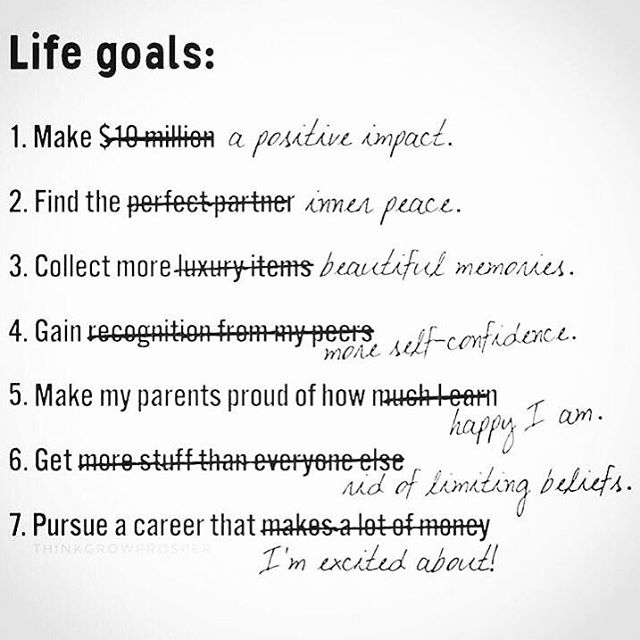 Life goals:
1. Make $10 million a positive impact.
2. Find the perfect partner inner peace.
3. Collect more luxury items beautiful memories.
4. Gain recognition from my peers
more self-confidence.
5. Make my parents proud of how much I earn
happy I am.
6. Get more stuff than everyone else
rid of limiting beliefs.
7. Pursue a career that makes a lot of money
THINKGROWPROSPER
I'm excited about!